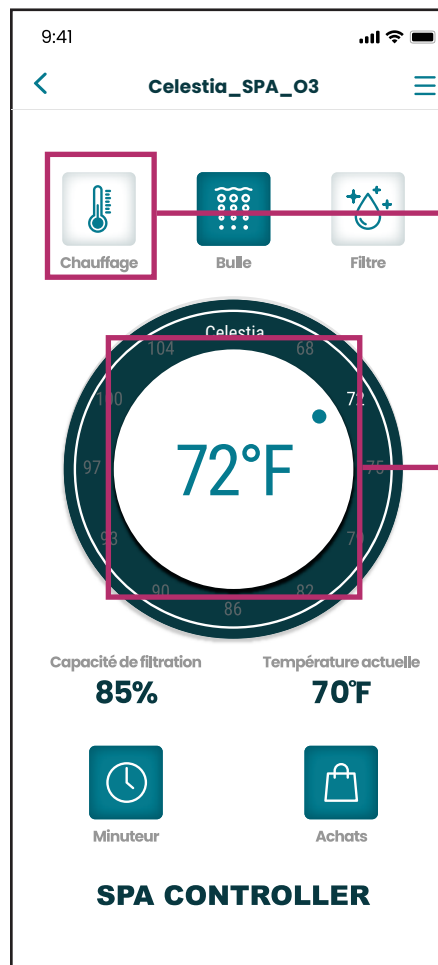 9:41
Celestia_SPA_O3
Chauffage
Bulle
Filtre
Celestia
104
68
100
72
97
75
93
79
90
82
86
72°F
Capacité de filtration
Température actuelle
85%
70°F
Minuteur
Achats
SPA CONTROLLER